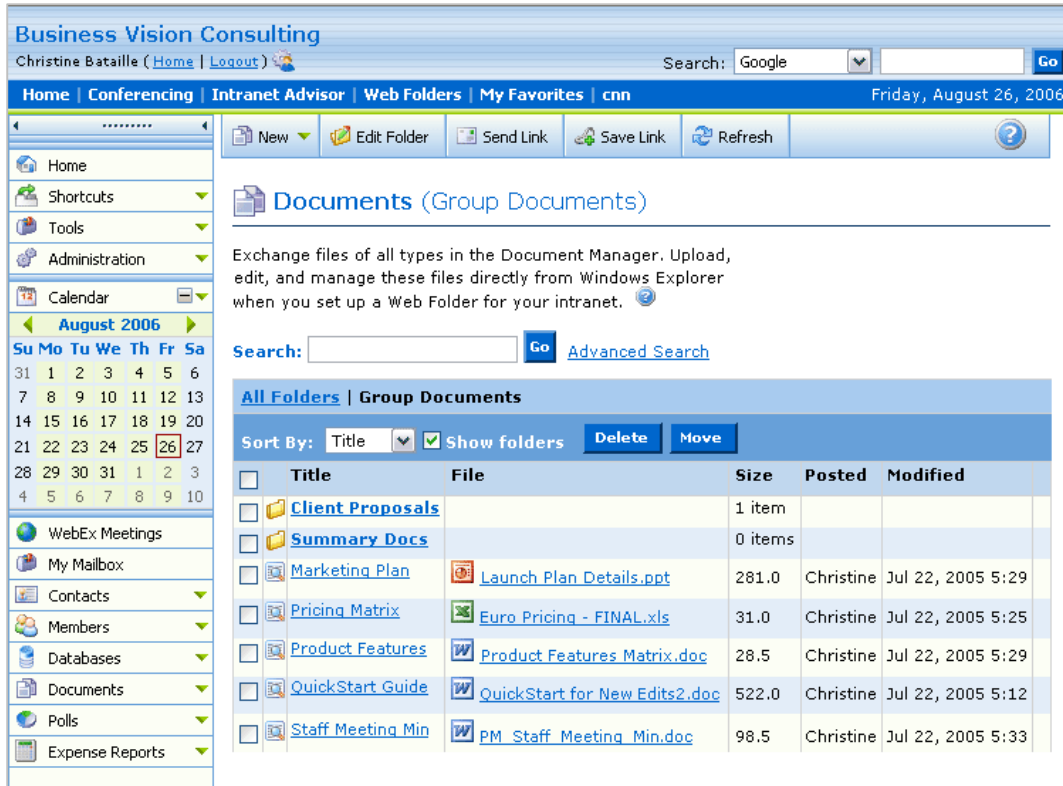 Business Vision Consulting
Christine Bataille ( Home | Logout )
Search: Google Go
Home | Conferencing | Intranet Advisor | Web Folders | My Favorites | cnn Friday, August 26, 2006
New Edit Folder Send Link Save Link Refresh ?
Home
Shortcuts
Tools
Administration
12 Calendar
August 2006
Su Mo Tu We Th Fr Sa
31 1 2 3 4 5 6
7 8 9 10 11 12 13
14 15 16 17 18 19 20
21 22 23 24 25 26 27
28 29 30 31 1 2 3
4 5 6 7 8 9 10
WebEx Meetings
My Mailbox
Contacts
Members
Databases
Documents
Polls
Expense Reports
Documents (Group Documents)
Exchange files of all types in the Document Manager. Upload,
edit, and manage these files directly from Windows Explorer
when you set up a Web Folder for your intranet. ?
Search: Go Advanced Search
All Folders | Group Documents
Sort By: Title Show folders Delete Move
Title File Size Posted Modified
Client Proposals 1 item
Summary Docs 0 items
Marketing Plan Launch Plan Details.ppt 281.0 Christine Jul 22, 2005 5:29
Pricing Matrix Euro Pricing - FINAL.xls 31.0 Christine Jul 22, 2005 5:25
Product Features Product Features Matrix.doc 28.5 Christine Jul 22, 2005 5:29
QuickStart Guide QuickStart for New Edits2.doc 522.0 Christine Jul 22, 2005 5:12
Staff Meeting Min PM_Staff_Meeting_Min.doc 98.5 Christine Jul 22, 2005 5:33